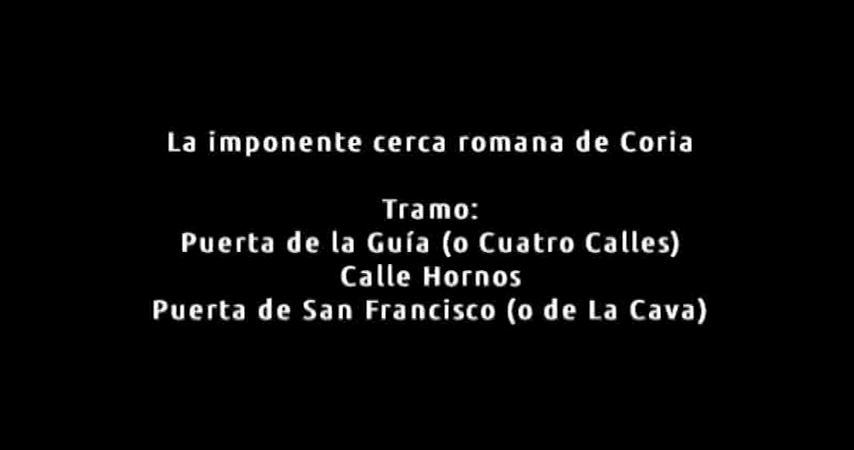 La imponente cerca romana de Coria
Tramo:
Puerta de la Guía (o Cuatro Calles)
Calle Hornos
Puerta de San Francisco (o de La Cava)